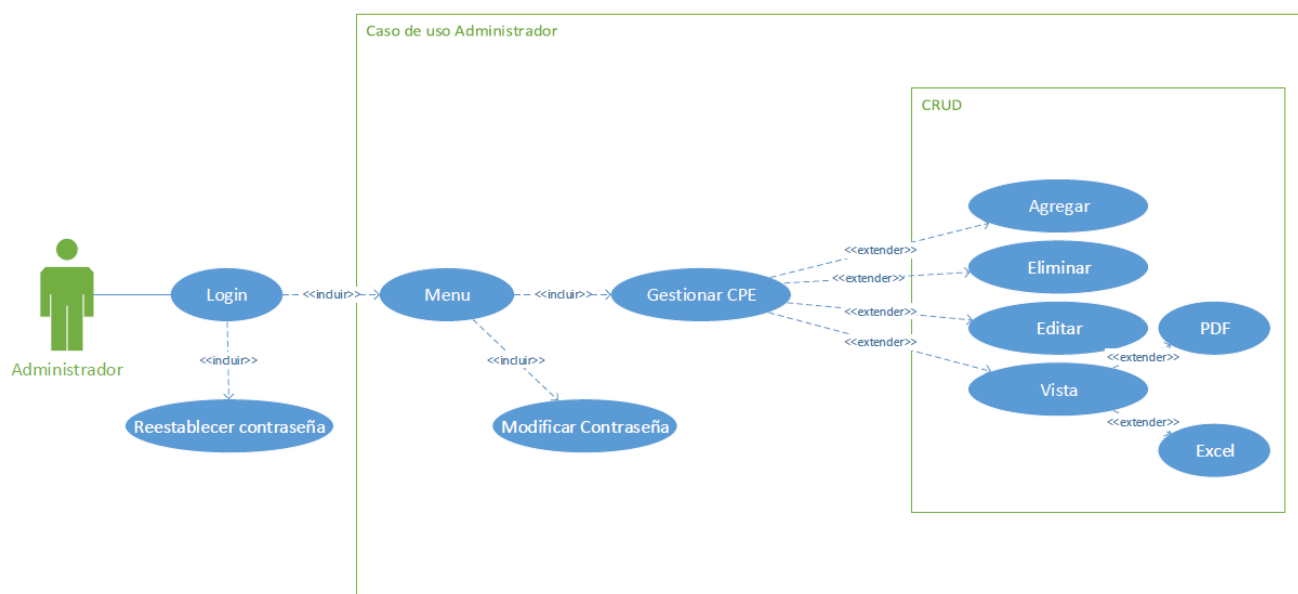 Caso de uso Administrador
CRUD
Agregar
<<extender>>
Eliminar
<<extender>>
Login
<<incluir>>
Menu
<<incluir>>
Gestionar CPE
<<extender>>
Editar
PDF
<<extender>>
<<extender>>
Administrador
<<incluir>>
<<incluir>>
Vista
<<extender>>
Reestablecer contraseña
Modificar Contraseña
Excel